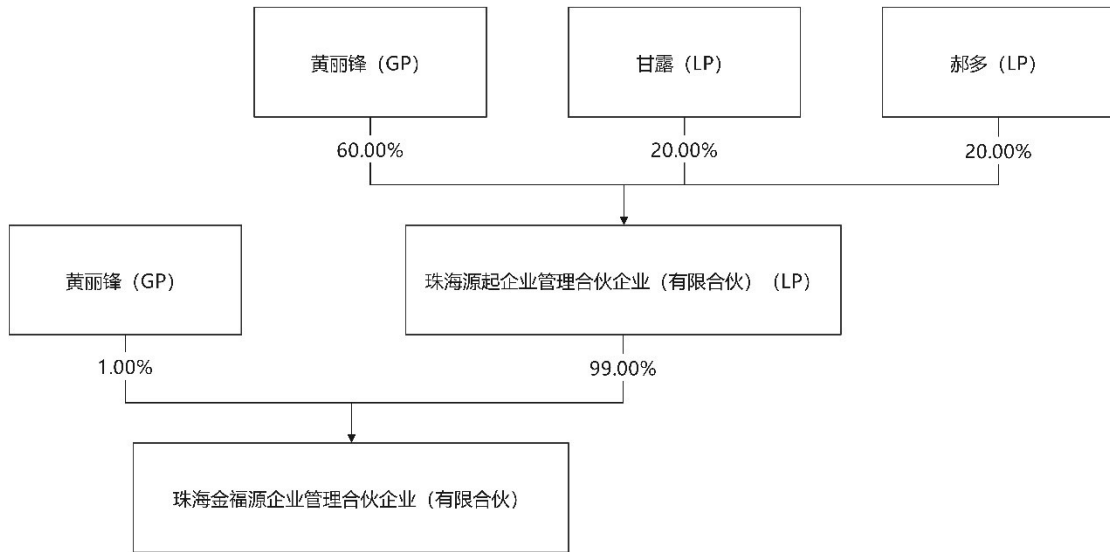 黄丽锋（GP）
甘露（LP）
郝多（LP）
60.00%
20.00%
20.00%
黄丽锋（GP）
珠海源起企业管理合伙企业（有限合伙）（LP）
1.00%
99.00%
珠海金福源企业管理合伙企业（有限合伙）